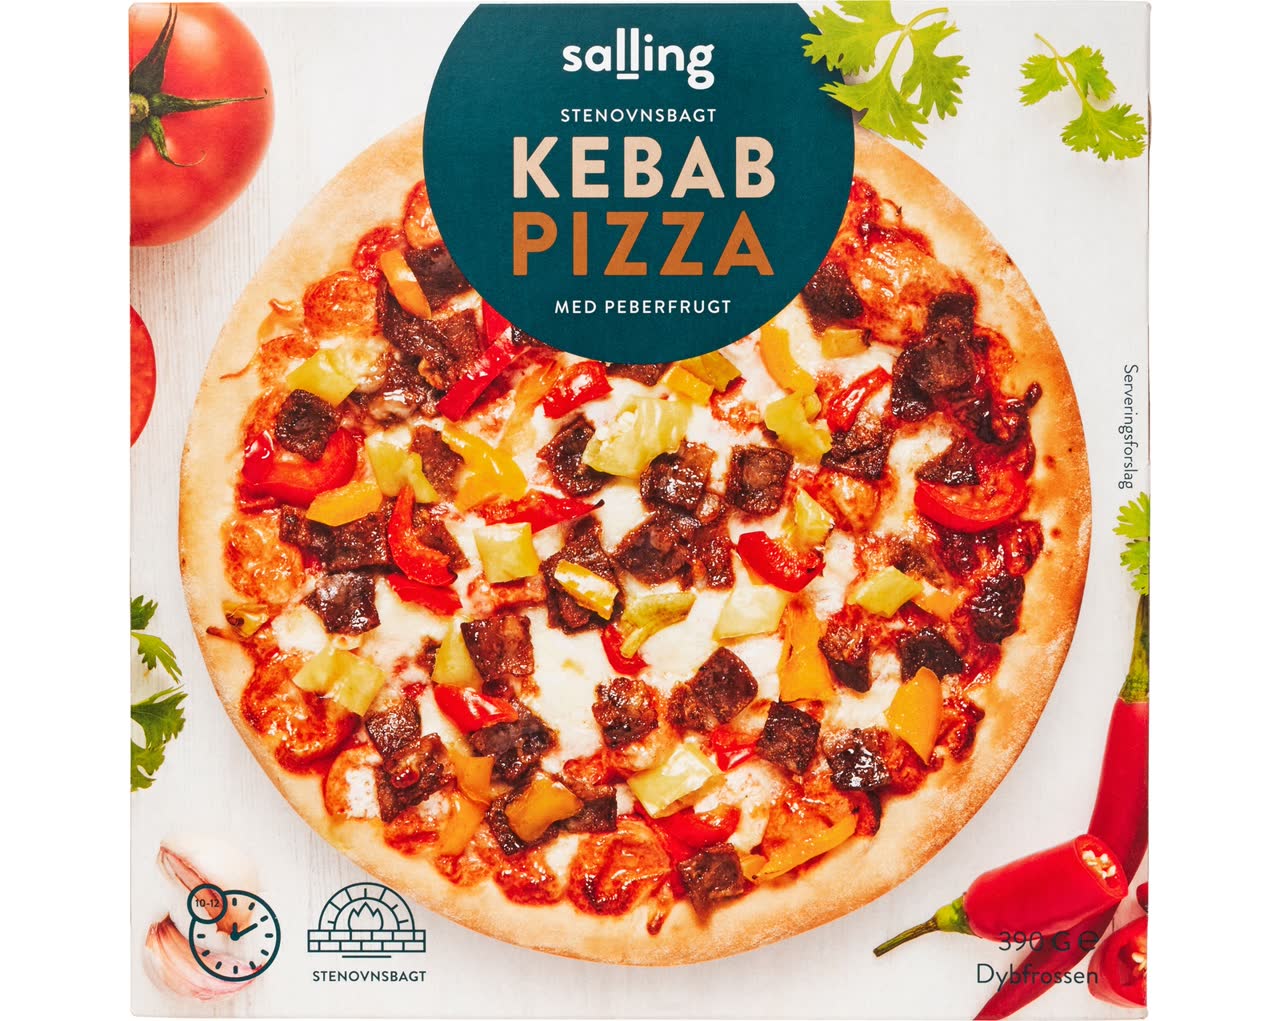 salling
STENOVNSBAGT
KEBAB
PIZZA
MED PEBERFRUGT
Serveringsforslag
10-12
STENOVNSBAGT
390 G e
Dybfrossen